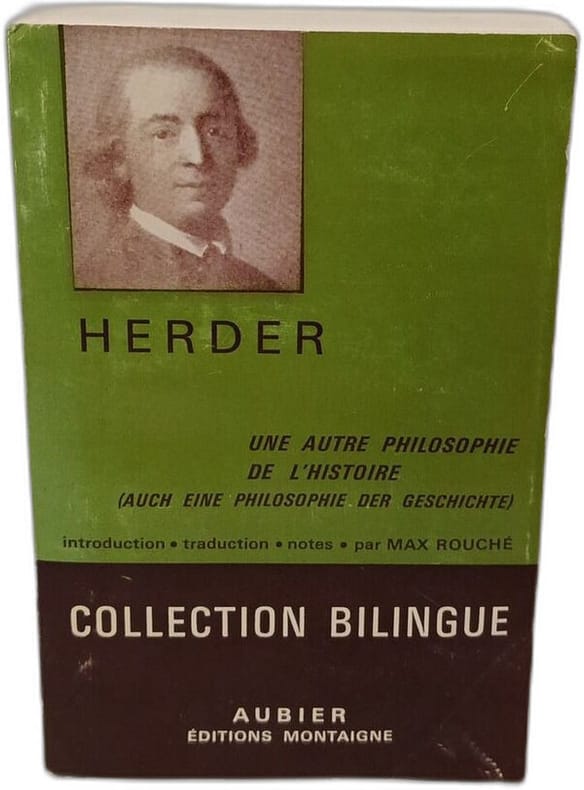 HERDER
UNE AUTRE PHILOSOPHIE
DE L'HISTOIRE
(AUCH EINE PHILOSOPHIE DER GESCHICHTE)
introduction • traduction • notes • par MAX ROUCHÉ
COLLECTION BILINGUE
AUBIER
ÉDITIONS MONTAIGNE